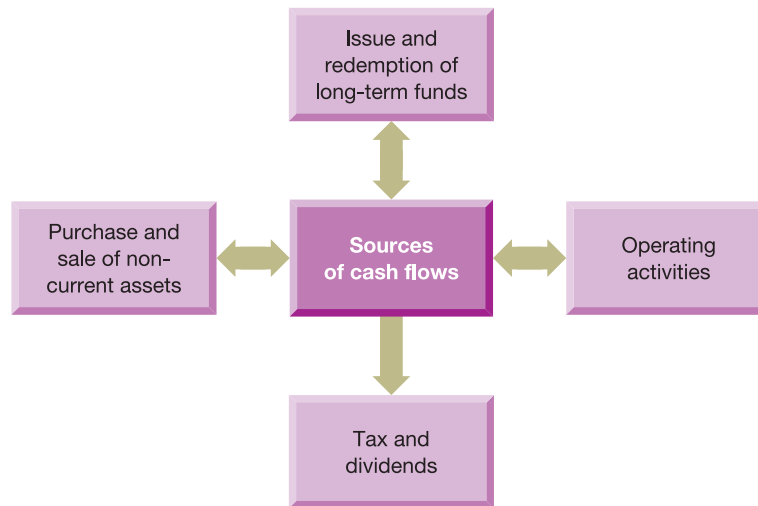 Issue and
redemption of
long-term funds
Purchase and
sale of non-
current assets
Sources
of cash flows
Operating
activities
Tax and
dividends